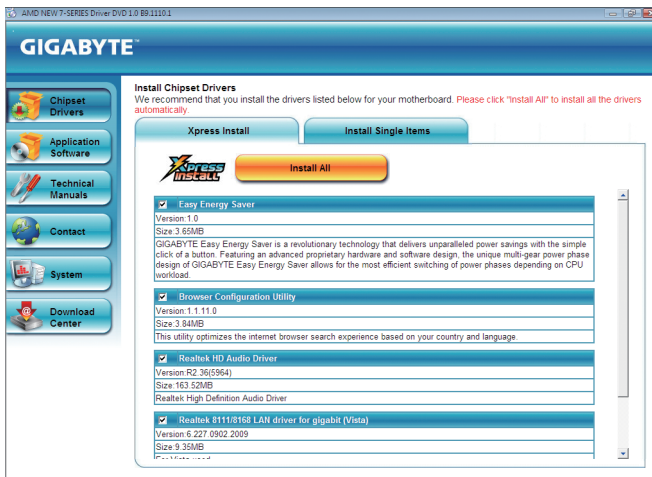 AMD NEW 7-SERIES Driver DVD 1.0 B9.1110.1
GIGABYTE™
Chipset
Drivers
Application
Software
Technical
Manuals
Contact
System
Download
Center
Install Chipset Drivers
We recommend that you install the drivers listed below for your motherboard. Please click "Install All" to install all the drivers
automatically.
Xpress Install
Install Single Items
Xpress
Install
Install All
Easy Energy Saver
Version:1.0
Size:3.65MB
GIGABYTE Easy Energy Saver is a revolutionary technology that delivers unparalleled power savings with the simple
click of a button. Featuring an advanced proprietary hardware and software design, the unique multi-gear power phase
design of GIGABYTE Easy Energy Saver allows for the most efficient switching of power phases depending on CPU
workload.
Browser Configuration Utility
Version:1.1.11.0
Size:3.84MB
This utility optimizes the internet browser search experience based on your country and language.
Realtek HD Audio Driver
Version:R2.36(5964)
Size:163.52MB
Realtek High Definition Audio Driver
Realtek 8111/8168 LAN driver for gigabit (Vista)
Version:6.227.0902.2009
Size:9.35MB
For Vista used